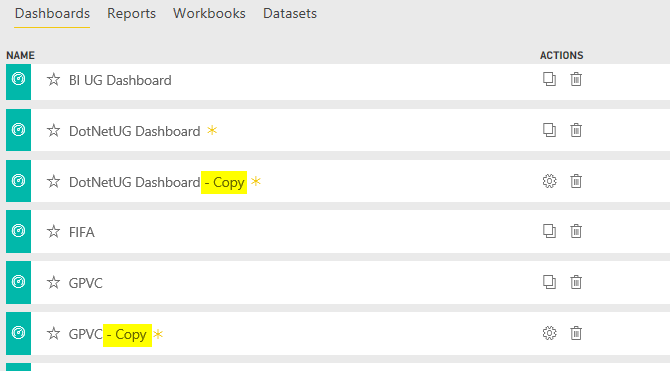 Dashboards Reports Workbooks Datasets
NAME ACTIONS
BI UG Dashboard
DotNetUG Dashboard
DotNetUG Dashboard - Copy
FIFA
GPVC
GPVC - Copy